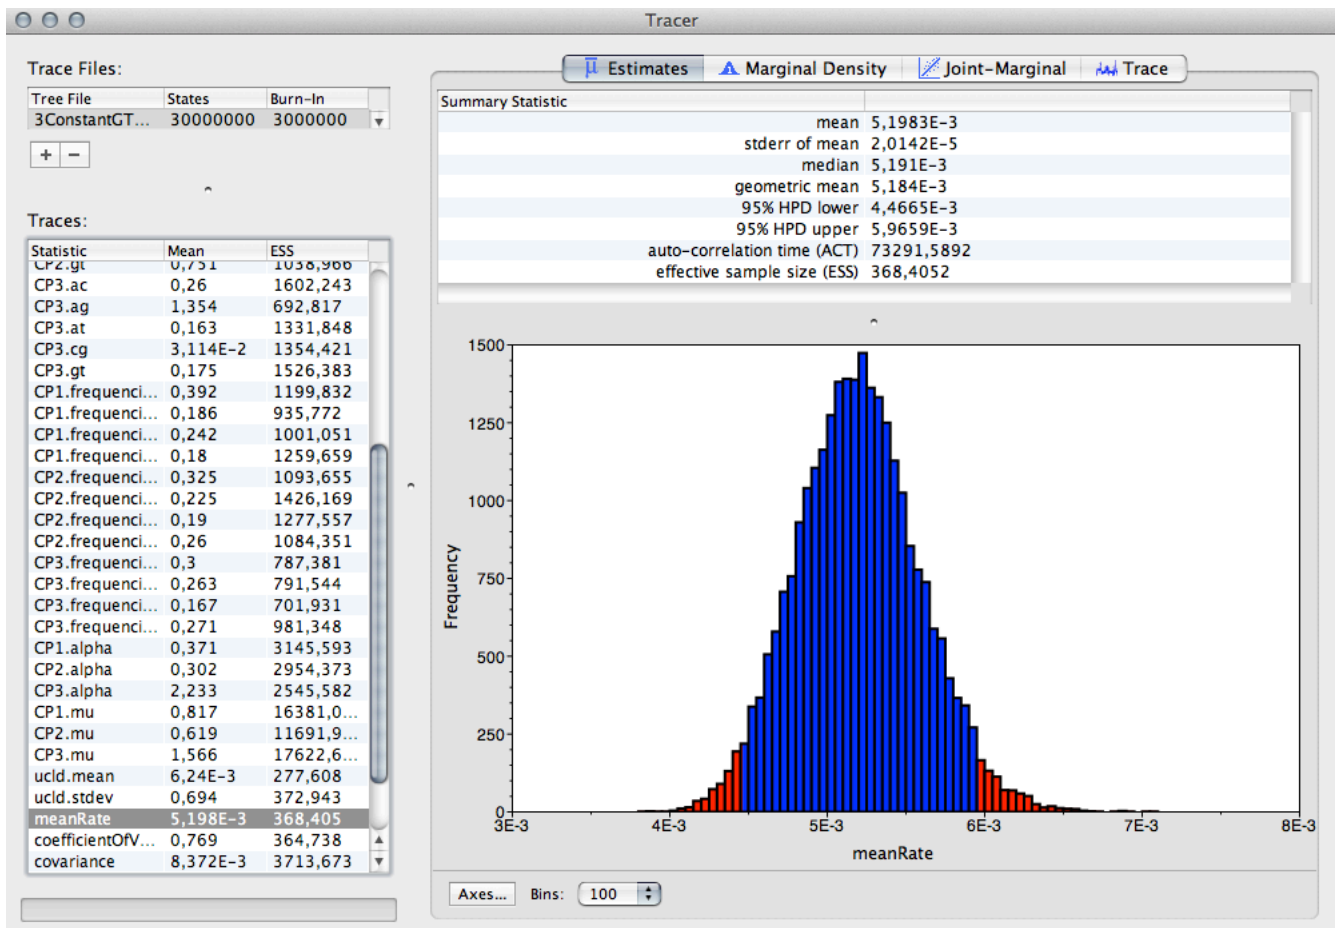 Tracer
Trace Files:
Tree File States Burn-In
3ConstantGT... 30000000 3000000
+ -
Traces:
Statistic Mean ESS
CP2.gt 0,751 1038,966
CP3.ac 0,26 1602,243
CP3.ag 1,354 692,817
CP3.at 0,163 1331,848
CP3.cg 3,114E-2 1354,421
CP3.gt 0,175 1526,383
CP1.frequenci... 0,392 1199,832
CP1.frequenci... 0,186 935,772
CP1.frequenci... 0,242 1001,051
CP1.frequenci... 0,18 1259,659
CP2.frequenci... 0,325 1093,655
CP2.frequenci... 0,225 1426,169
CP2.frequenci... 0,19 1277,557
CP2.frequenci... 0,26 1084,351
CP3.frequenci... 0,3 787,381
CP3.frequenci... 0,263 791,544
CP3.frequenci... 0,167 701,931
CP3.frequenci... 0,271 981,348
CP1.alpha 0,371 3145,593
CP2.alpha 0,302 2954,373
CP3.alpha 2,233 2545,582
CP1.mu 0,817 16381,0...
CP2.mu 0,619 11691,9...
CP3.mu 1,566 17622,6...
ucld.mean 6,24E-3 277,608
ucld.stdev 0,694 372,943
meanRate 5,198E-3 368,405
coefficientOfV... 0,769 364,738
covariance 8,372E-3 3713,673
μ Estimates Marginal Density Joint-Marginal Trace
Summary Statistic
mean 5,1983E-3
stderr of mean 2,0142E-5
median 5,191E-3
geometric mean 5,184E-3
95% HPD lower 4,4665E-3
95% HPD upper 5,9659E-3
auto-correlation time (ACT) 73291,5892
effective sample size (ESS) 368,4052
1500
1250
1000
750
500
250
0
Frequency
3E-3 4E-3 5E-3 6E-3 7E-3 8E-3
meanRate
Axes... Bins: 100